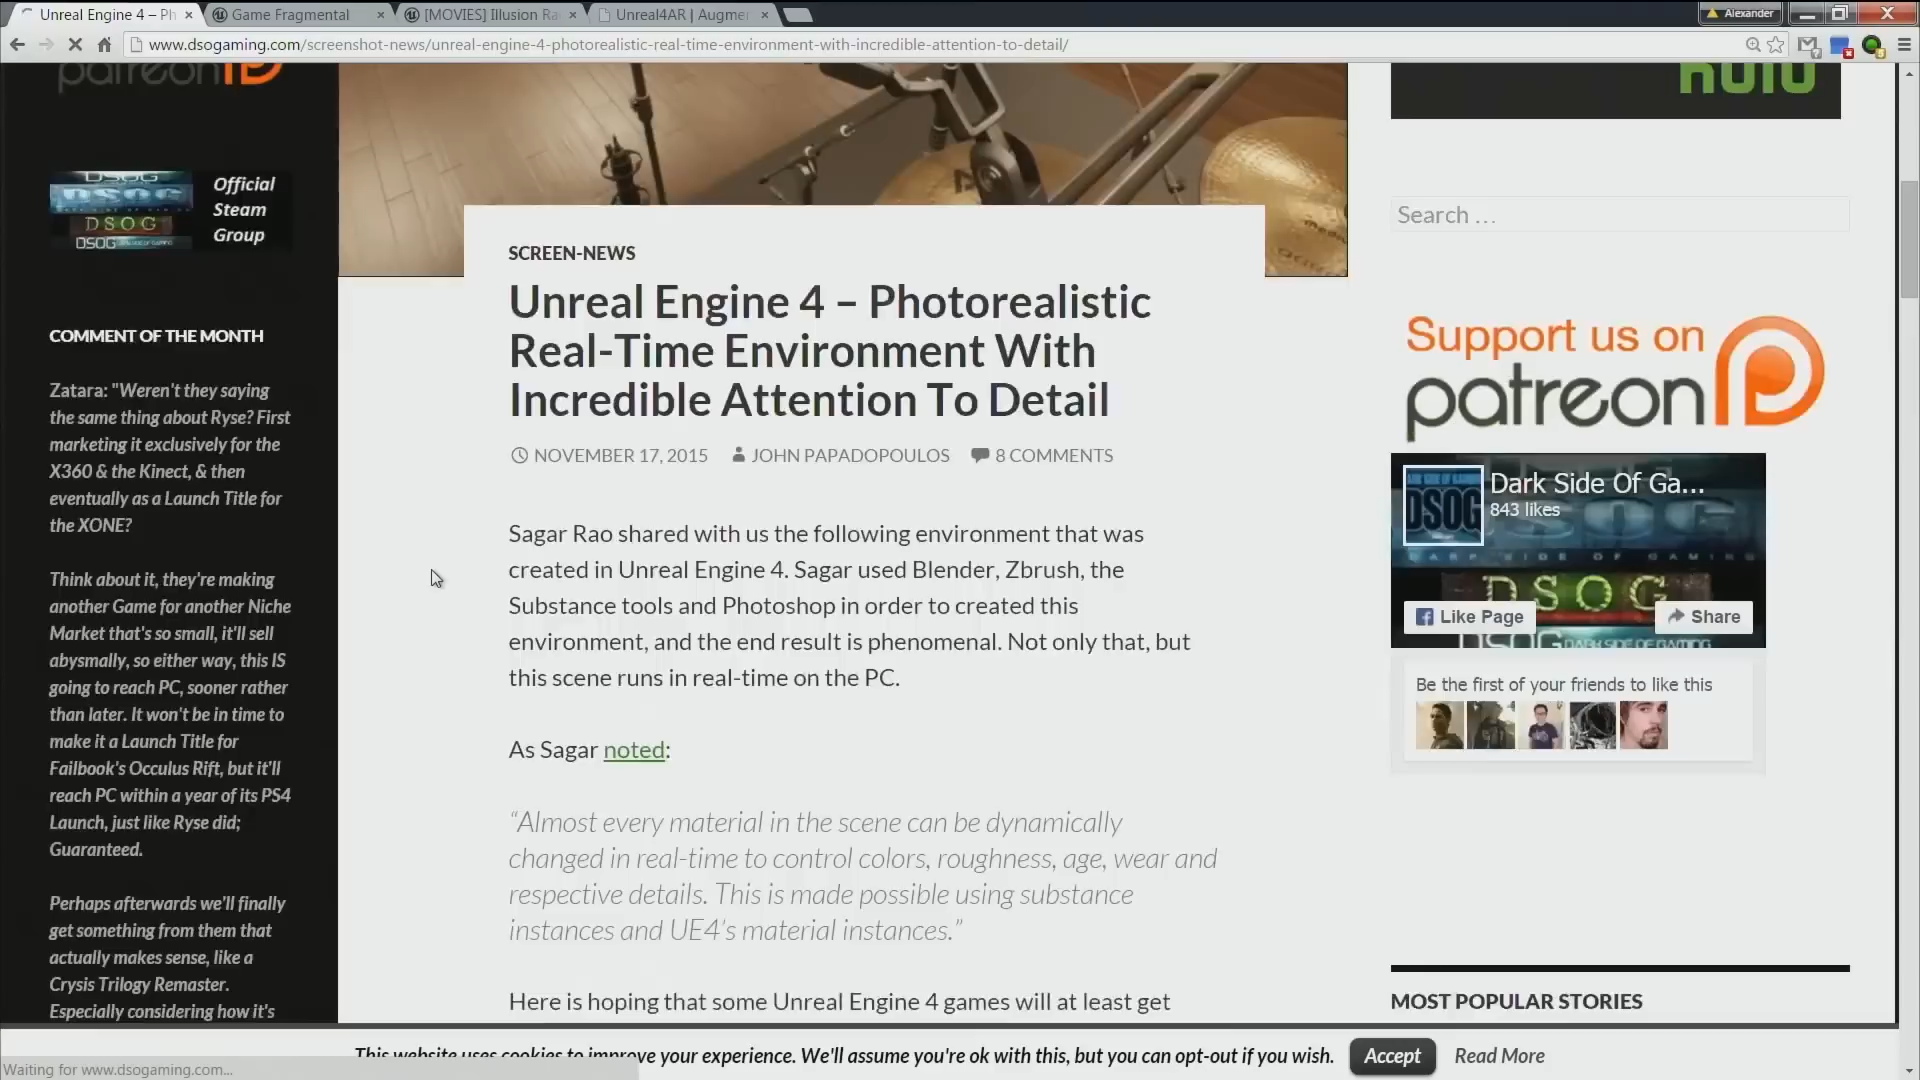 Unreal Engine 4 – Ph
Game Fragmental
[MOVIES] Illusion Ra
Unreal4AR | Augme
Alexander
www.dsogaming.com/screenshot-news/unreal-engine-4-photorealistic-real-time-environment-with-incredible-attention-to-detail/
patreon
DSOG
DSOG
DSOG
Official
Steam
Group
COMMENT OF THE MONTH
Zatara: "Weren't they saying
the same thing about Ryse? First
marketing it exclusively for the
X360 & the Kinect, & then
eventually as a Launch Title for
the XONE?
Think about it, they're making
another Game for another Niche
Market that's so small, it'll sell
abysmally, so either way, this IS
going to reach PC, sooner rather
than later. It won't be in time to
make it a Launch Title for
Failbook's Occulus Rift, but it'll
reach PC within a year of its PS4
Launch, just like Ryse did;
Guaranteed.
Perhaps afterwards we'll finally
get something from them that
actually makes sense, like a
Crysis Trilogy Remaster.
Especially considering how it's
SCREEN-NEWS
Unreal Engine 4 – Photorealistic
Real-Time Environment With
Incredible Attention To Detail
NOVEMBER 17, 2015 JOHN PAPADOPOULOS 8 COMMENTS
Sagar Rao shared with us the following environment that was
created in Unreal Engine 4. Sagar used Blender, Zbrush, the
Substance tools and Photoshop in order to created this
environment, and the end result is phenomenal. Not only that, but
this scene runs in real-time on the PC.
As Sagar noted:
“Almost every material in the scene can be dynamically
changed in real-time to control colors, roughness, age, wear and
respective details. This is made possible using substance
instances and UE4’s material instances.”
Here is hoping that some Unreal Engine 4 games will at least get
hulu
Search …
Support us on
patreon
Dark Side Of Ga...
843 likes
DSOG
DSOG
Like Page
Share
Be the first of your friends to like this
MOST POPULAR STORIES
This website uses cookies to improve your experience. We'll assume you're ok with this, but you can opt-out if you wish.
Accept
Read More
Waiting for www.dsogaming.com...